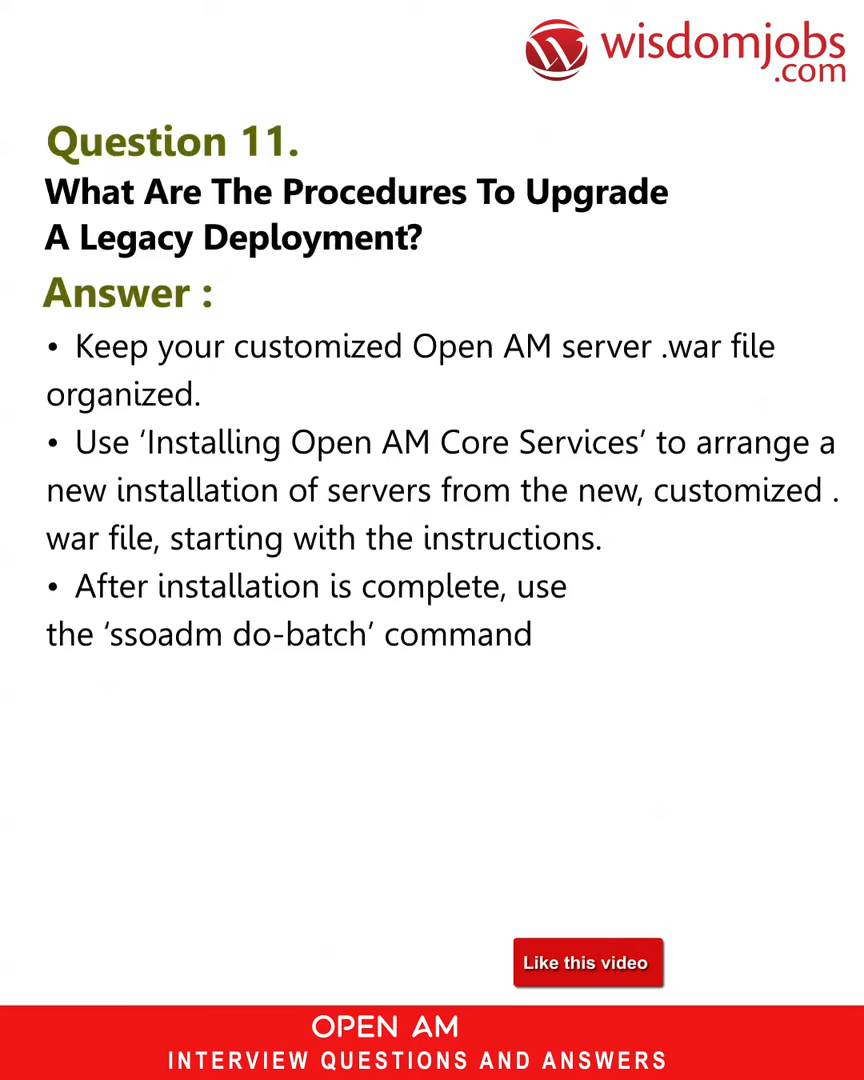 wisdomjobs
.com
Question 11.
What Are The Procedures To Upgrade
A Legacy Deployment?
Answer :
• Keep your customized Open AM server .war file
organized.
• Use ‘Installing Open AM Core Services’ to arrange a
new installation of servers from the new, customized .
war file, starting with the instructions.
• After installation is complete, use
the ‘ssoadm do-batch’ command
Like this video
OPEN AM
INTERVIEW QUESTIONS AND ANSWERS